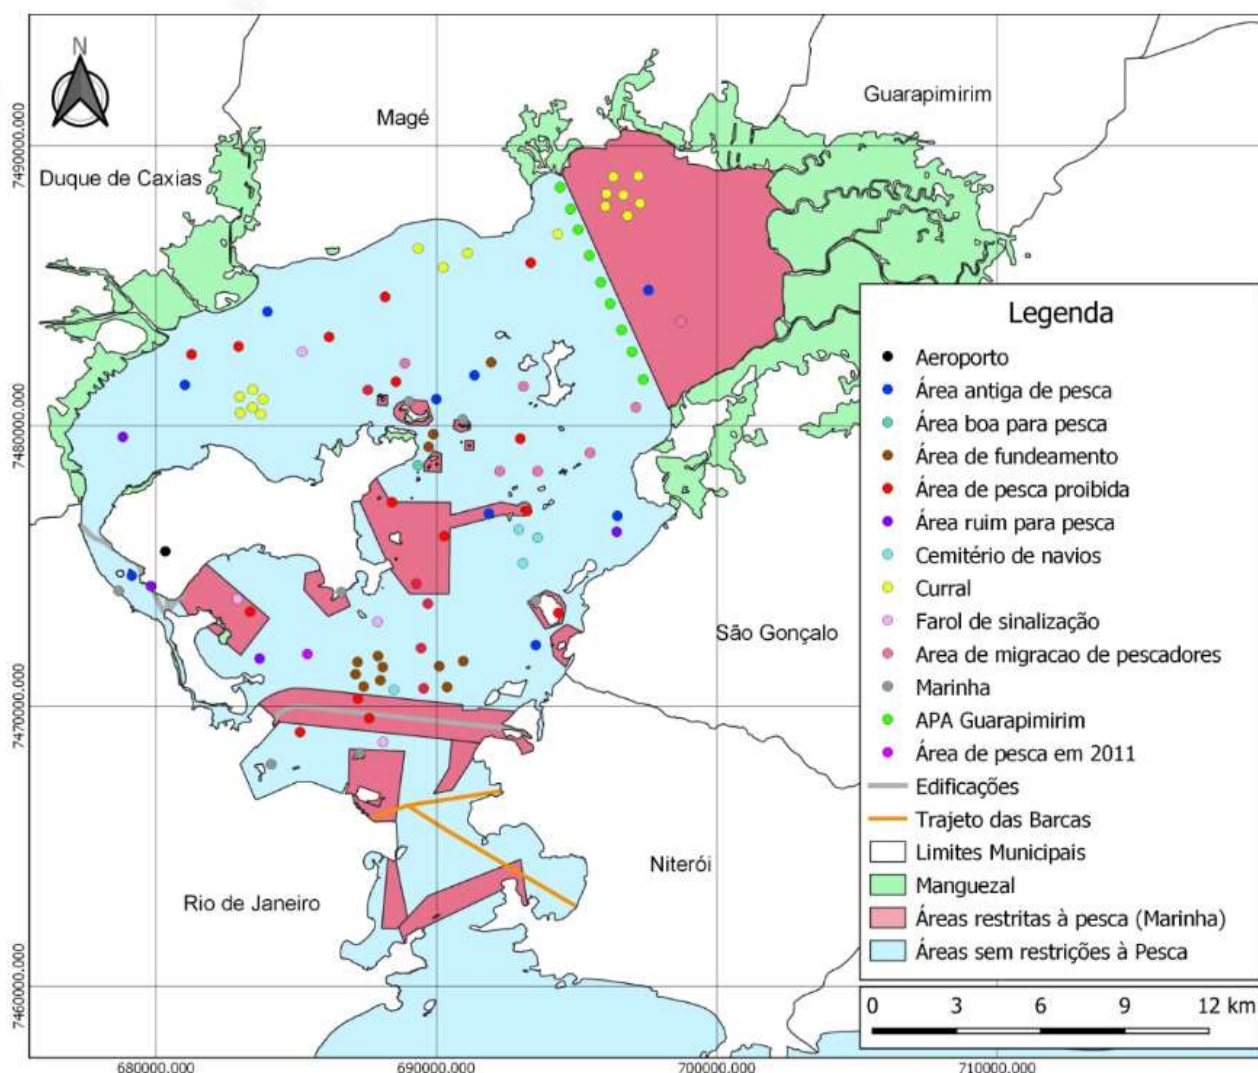 N
Guarapimirim
Magé
Duque de Caxias
São Gonçalo
Niterói
Rio de Janeiro
7490000.000
7480000.000
7470000.000
7460000.000
680000.000
690000.000
700000.000
710000.000
Legenda
Aeroporto
Área antiga de pesca
Área boa para pesca
Área de fundeamento
Área de pesca proibida
Área ruim para pesca
Cemitério de navios
Curral
Farol de sinalização
Area de migracao de pescadores
Marinha
APA Guarapimirim
Área de pesca em 2011
Edificações
Trajeto das Barcas
Limites Municipais
Manguezal
Áreas restritas à pesca (Marinha)
Áreas sem restrições à Pesca
0 3 6 9 12 km